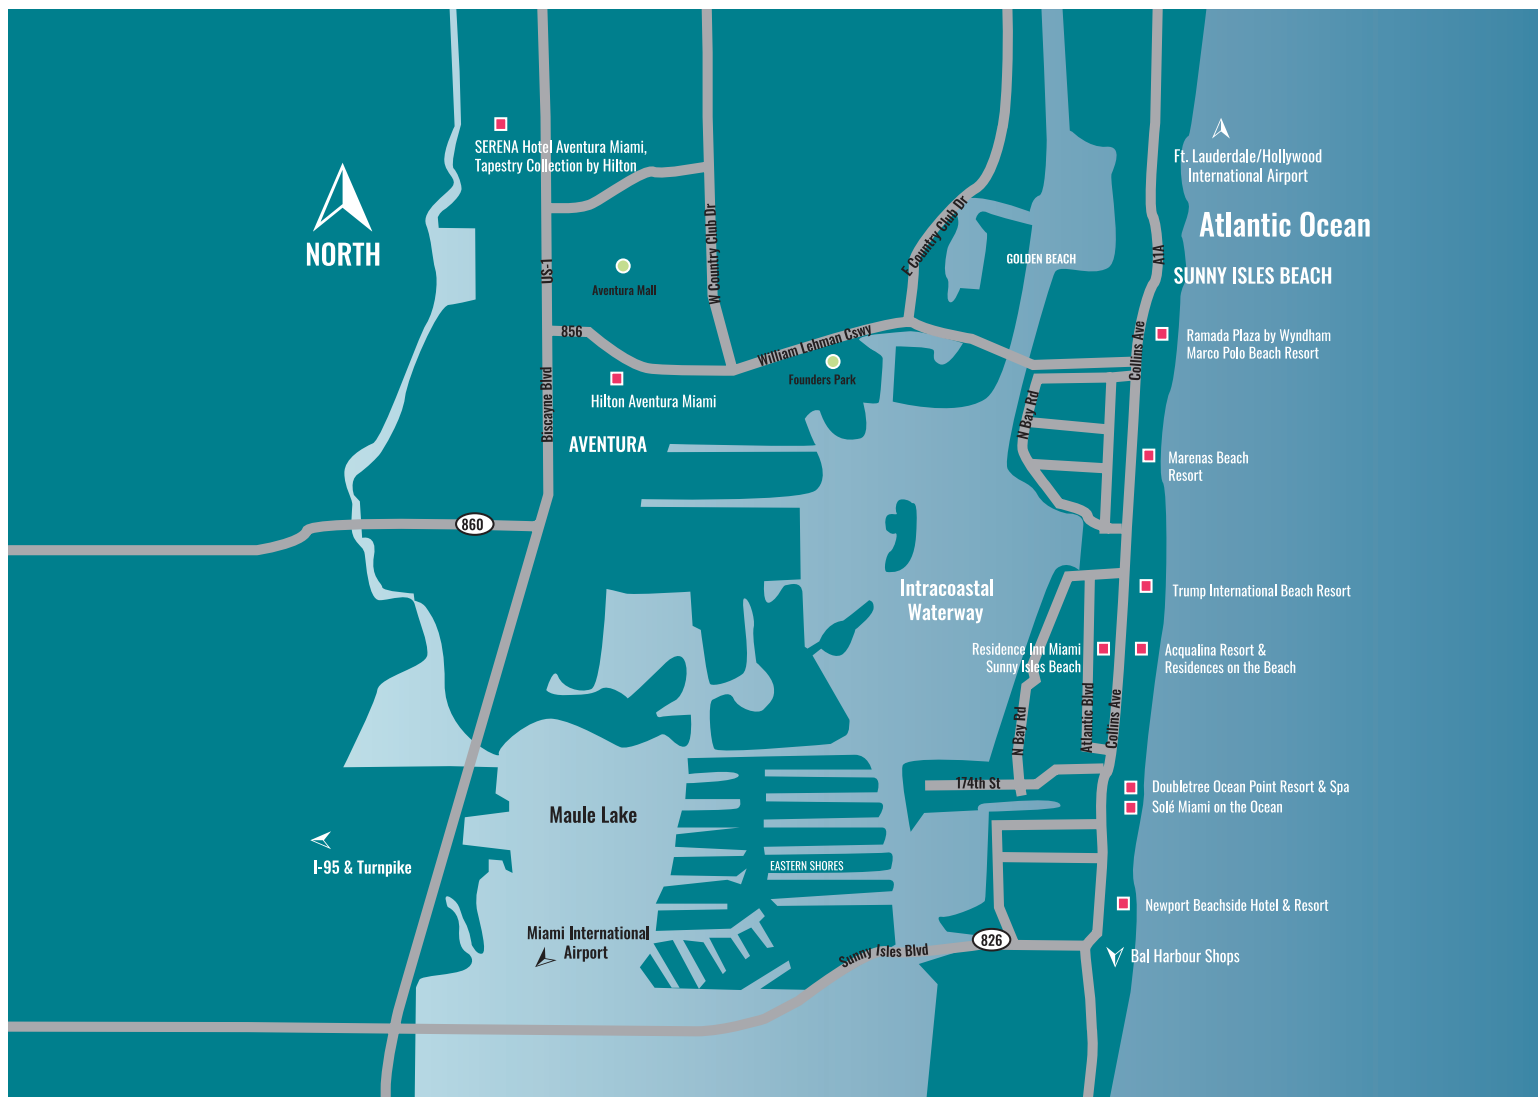 SERENA Hotel Aventura Miami,
Tapestry Collection by Hilton
NORTH
Ft. Lauderdale/Hollywood
International Airport
Atlantic Ocean
SUNNY ISLES BEACH
A1A
E Country Club Dr
W Country Club Dr
GOLDEN BEACH
US-1
Aventura Mall
856
William Lehman Cswy
Founders Park
Collins Ave
Ramada Plaza by Wyndham
Marco Polo Beach Resort
Hilton Aventura Miami
Biscayne Blvd
AVENTURA
N Bay Rd
Marenas Beach
Resort
860
Intracoastal
Waterway
Trump International Beach Resort
Residence Inn Miami
Sunny Isles Beach
Acqualina Resort &
Residences on the Beach
N Bay Rd
Atlantic Blvd
Collins Ave
174th St
Doubletree Ocean Point Resort & Spa
Solé Miami on the Ocean
Maule Lake
I-95 & Turnpike
EASTERN SHORES
Newport Beachside Hotel & Resort
Miami International
Airport
Sunny Isles Blvd
826
Bal Harbour Shops